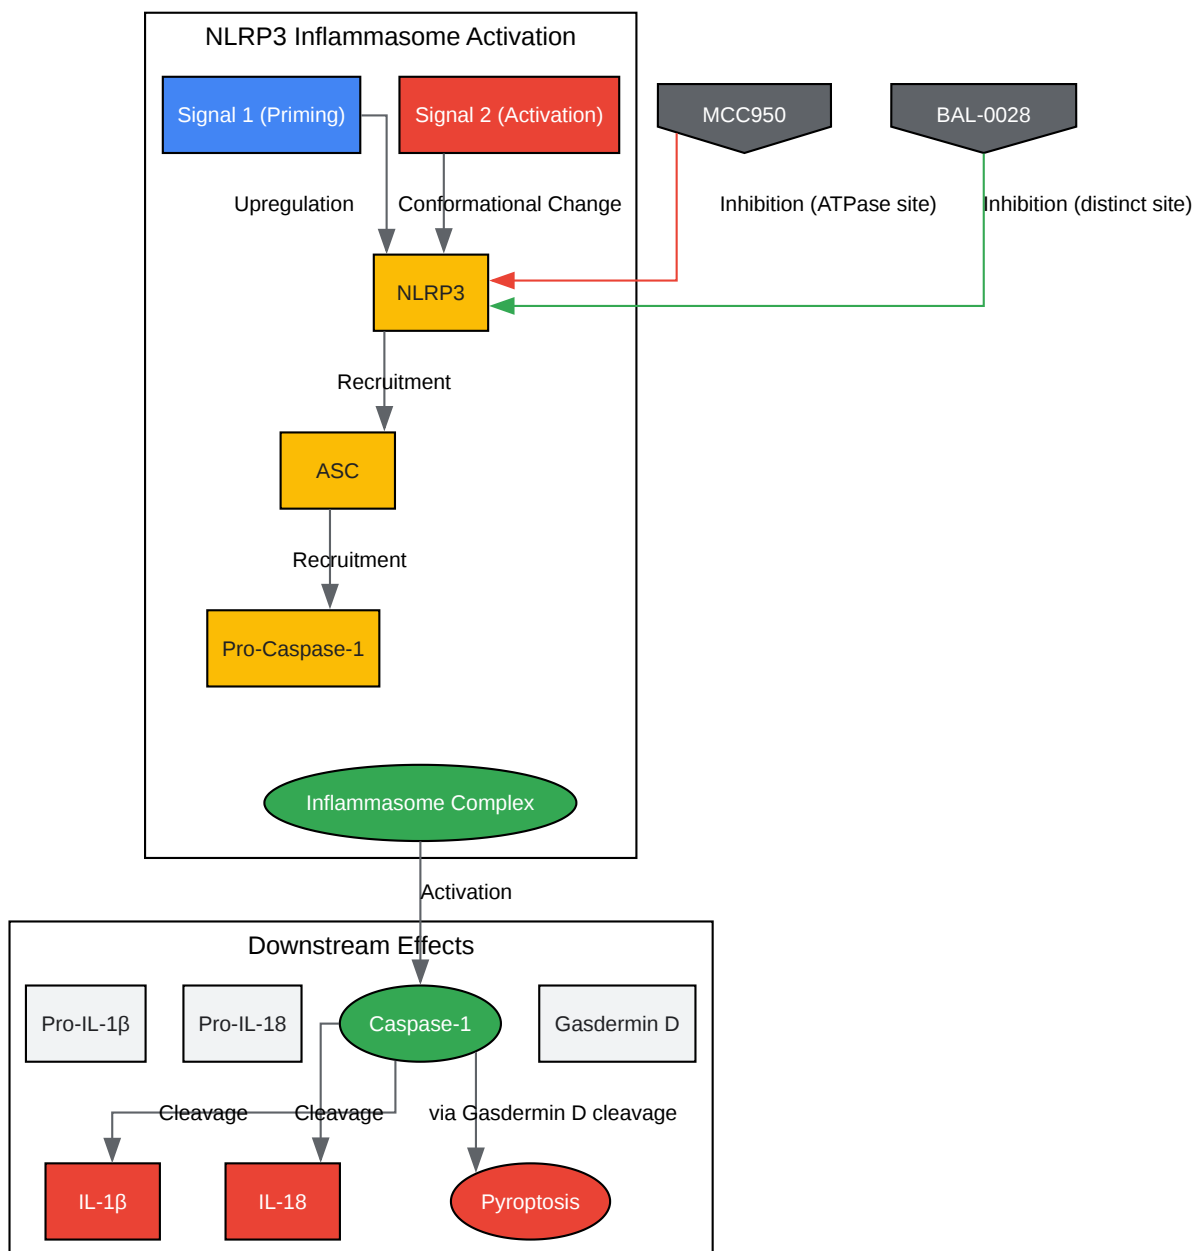 NLRP3 Inflammasome Activation
Signal 1 (Priming)
Signal 2 (Activation)
MCC950
BAL-0028
Upregulation
Conformational Change
Inhibition (ATPase site)
Inhibition (distinct site)
NLRP3
Recruitment
ASC
Recruitment
Pro-Caspase-1
Inflammasome Complex
Activation
Downstream Effects
Pro-IL-1β
Pro-IL-18
Caspase-1
Gasdermin D
Cleavage
Cleavage
via Gasdermin D cleavage
IL-1β
IL-18
Pyroptosis